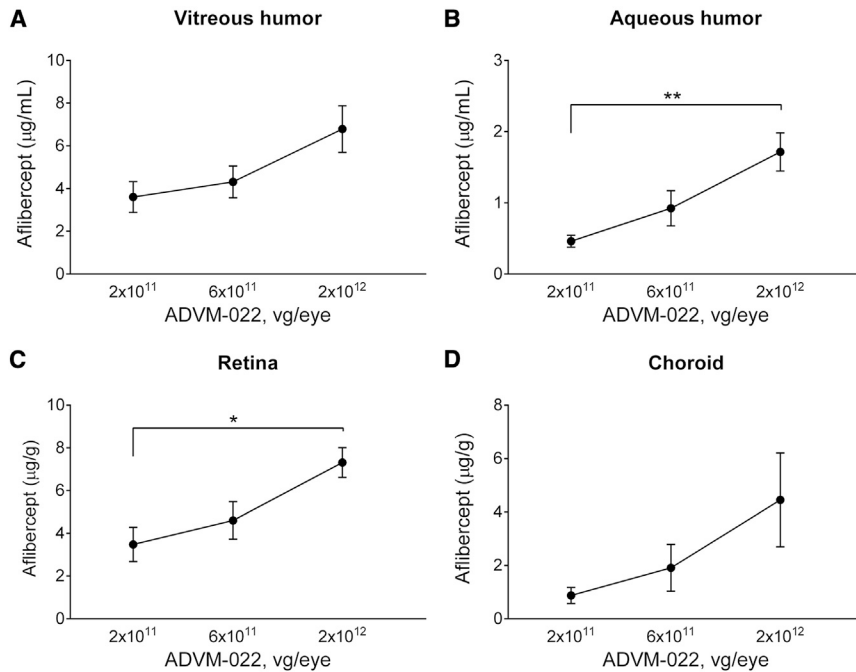 A
Vitreous humor
Aflibercept (μg/mL)
10
8
6
4
2
0
2x10¹¹
6x10¹¹
2x10¹²
ADVM-022, vg/eye
B
Aqueous humor
Aflibercept (μg/mL)
3
2
1
0
**
2x10¹¹
6x10¹¹
2x10¹²
ADVM-022, vg/eye
C
Retina
Aflibercept (μg/g)
10
8
6
4
2
0
*
2x10¹¹
6x10¹¹
2x10¹²
ADVM-022, vg/eye
D
Choroid
Aflibercept (μg/g)
8
6
4
2
0
2x10¹¹
6x10¹¹
2x10¹²
ADVM-022, vg/eye